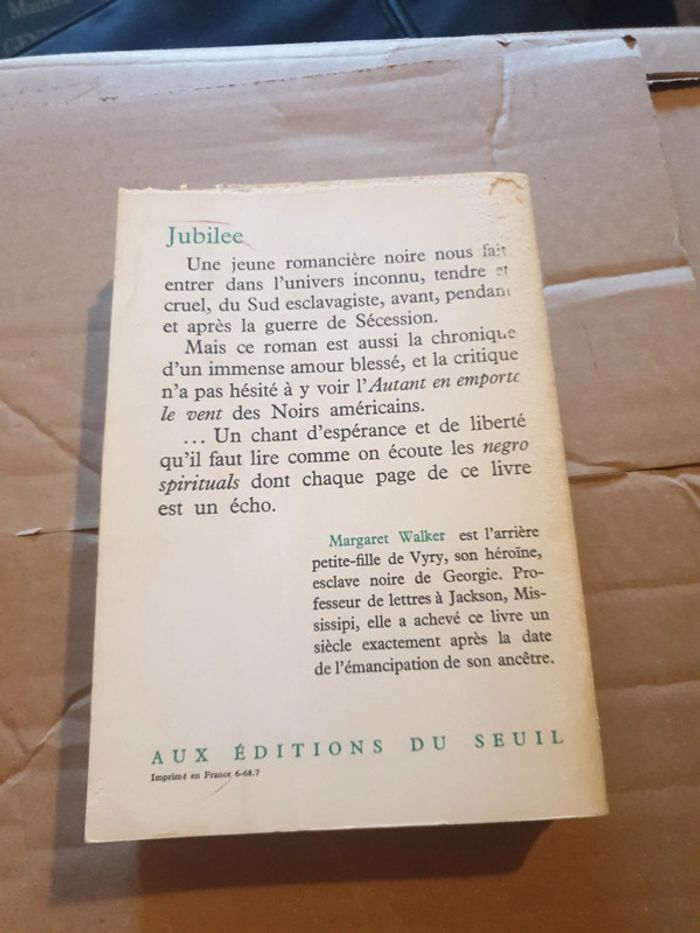 Jubilee
Une jeune romancière noire nous fait
entrer dans l'univers inconnu, tendre et
cruel, du Sud esclavagiste, avant, pendant
et après la guerre de Sécession.
Mais ce roman est aussi la chronique
d'un immense amour blessé, et la critique
n'a pas hésité à y voir l'Autant en emporte
le vent des Noirs américains.
... Un chant d'espérance et de liberté
qu'il faut lire comme on écoute les negro
spirituals dont chaque page de ce livre
est un écho.
Margaret Walker est l'arrière
petite-fille de Vyry, son héroïne,
esclave noire de Georgie. Pro-
fesseur de lettres à Jackson, Mis-
sissipi, elle a achevé ce livre un
siècle exactement après la date
de l'émancipation de son ancêtre.
AUX ÉDITIONS DU SEUIL
Imprimé en France 6-68.7